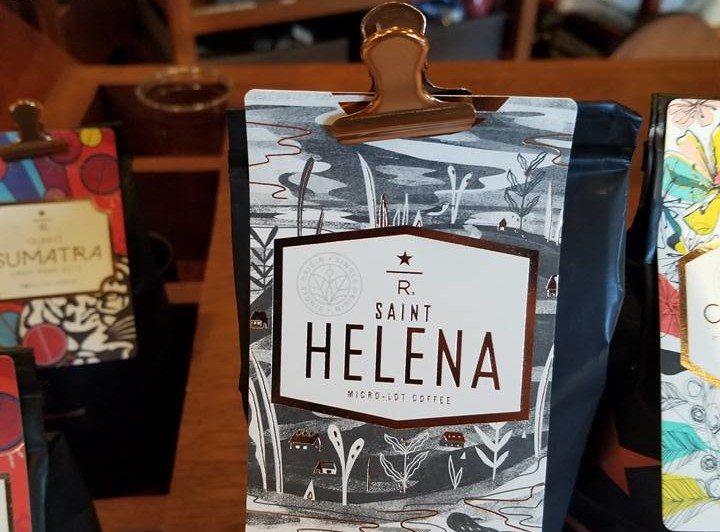 R.
SAINT
HELENA
MICRO-LOT COFFEE
R.
SUMATRA